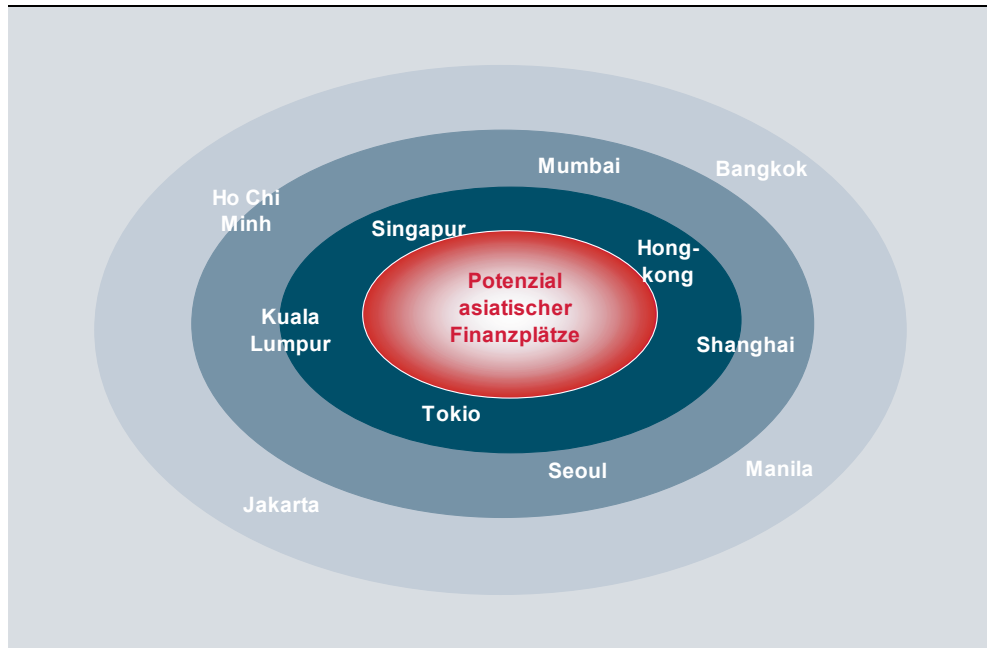 Mumbai
Bangkok
Ho Chi
Minh
Singapur
Hong-
kong
Potenzial
asiatischer
Finanzplätze
Kuala
Lumpur
Shanghai
Tokio
Seoul
Manila
Jakarta